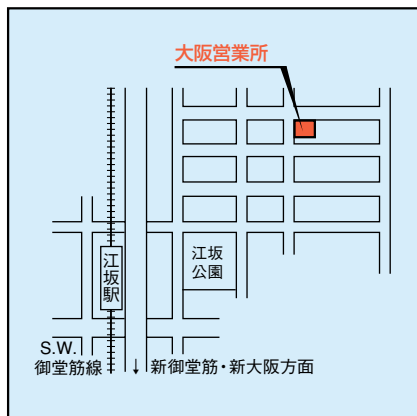 大阪営業所
江坂
公園
江坂駅
S.W.
御堂筋線
↓新御堂筋・新大阪方面